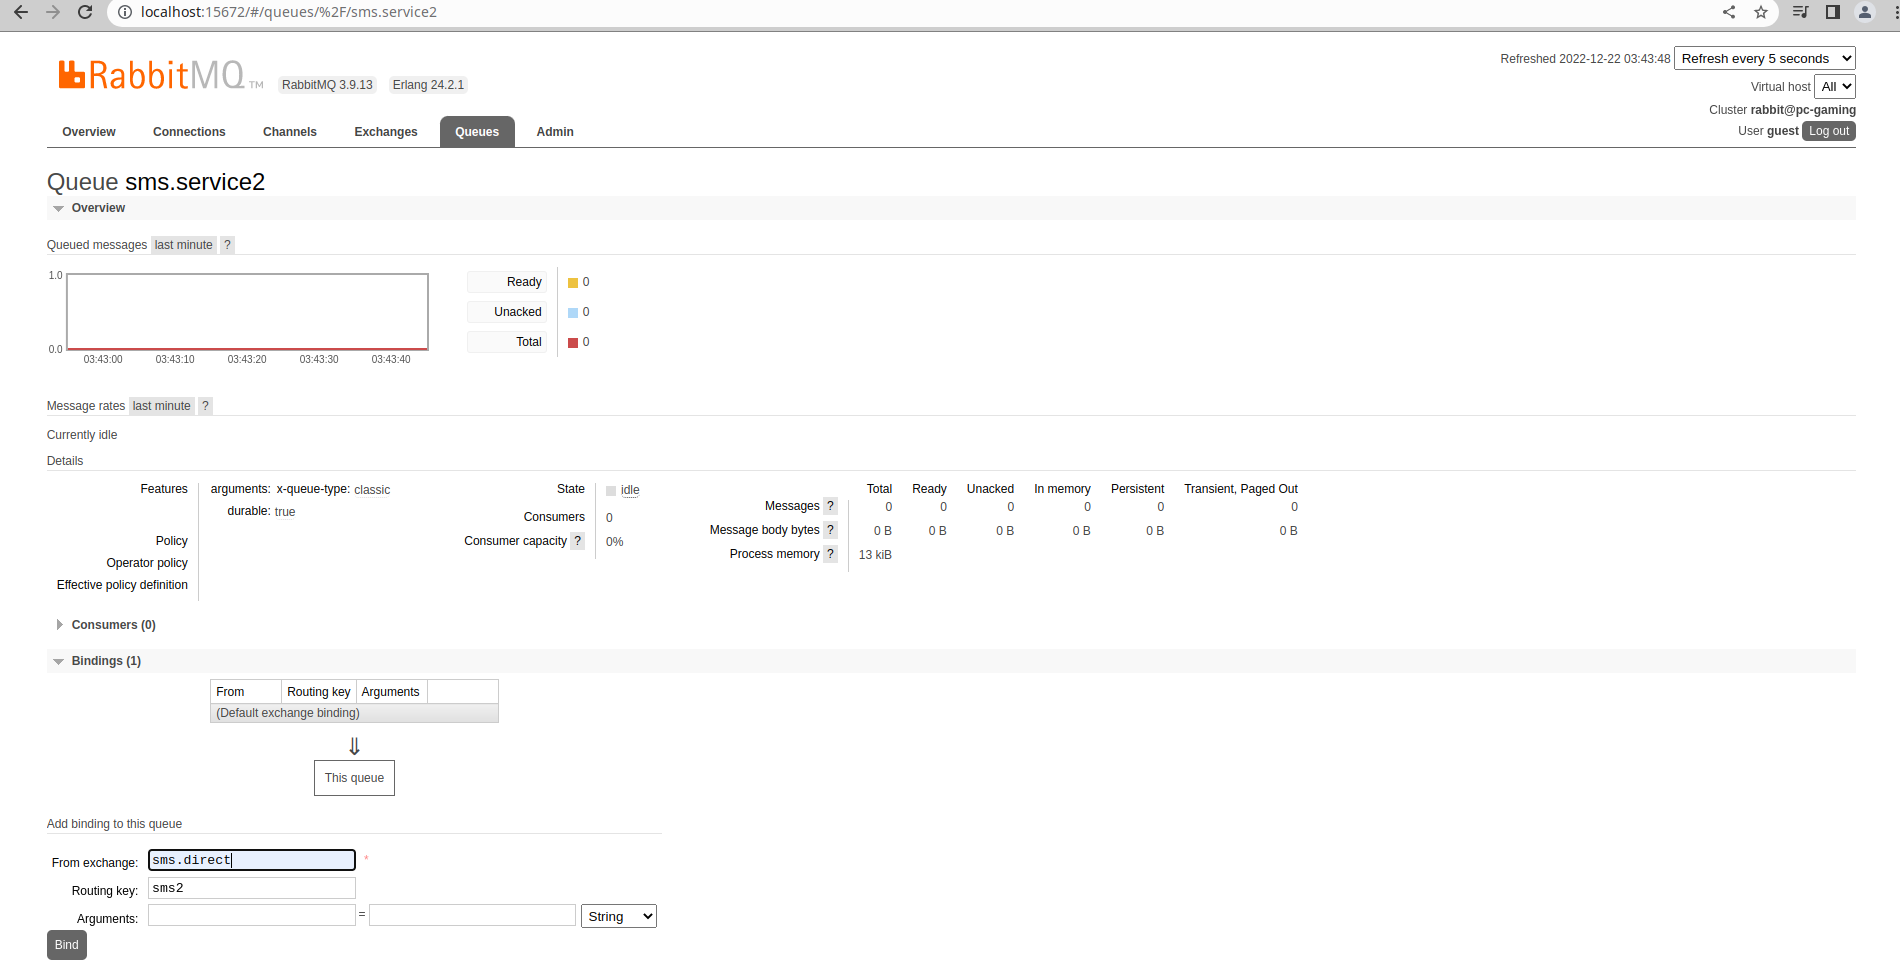 localhost:15672/#/queues/%2F/sms.service2
RabbitMQ TM RabbitMQ 3.9.13 Erlang 24.2.1
Refreshed 2022-12-22 03:43:48 Refresh every 5 seconds
Virtual host All
Cluster rabbit@pc-gaming
User guest Log out
Overview Connections Channels Exchanges Queues Admin
Queue sms.service2
Overview
Queued messages last minute ?
1.0
0.0
03:43:00 03:43:10 03:43:20 03:43:30 03:43:40
Ready 0
Unacked 0
Total 0
Message rates last minute ?
Currently idle
Details
Features arguments: x-queue-type: classic
durable: true
Policy
Operator policy
Effective policy definition
State idle
Consumers 0
Consumer capacity ? 0%
Total Ready Unacked In memory Persistent Transient, Paged Out
Messages ? 0 0 0 0 0 0
Message body bytes ? 0 B 0 B 0 B 0 B 0 B 0 B
Process memory ? 13 kiB
Consumers (0)
Bindings (1)
From Routing key Arguments
(Default exchange binding)
⇓
This queue
Add binding to this queue
From exchange: sms.direct *
Routing key: sms2
Arguments: = String
Bind